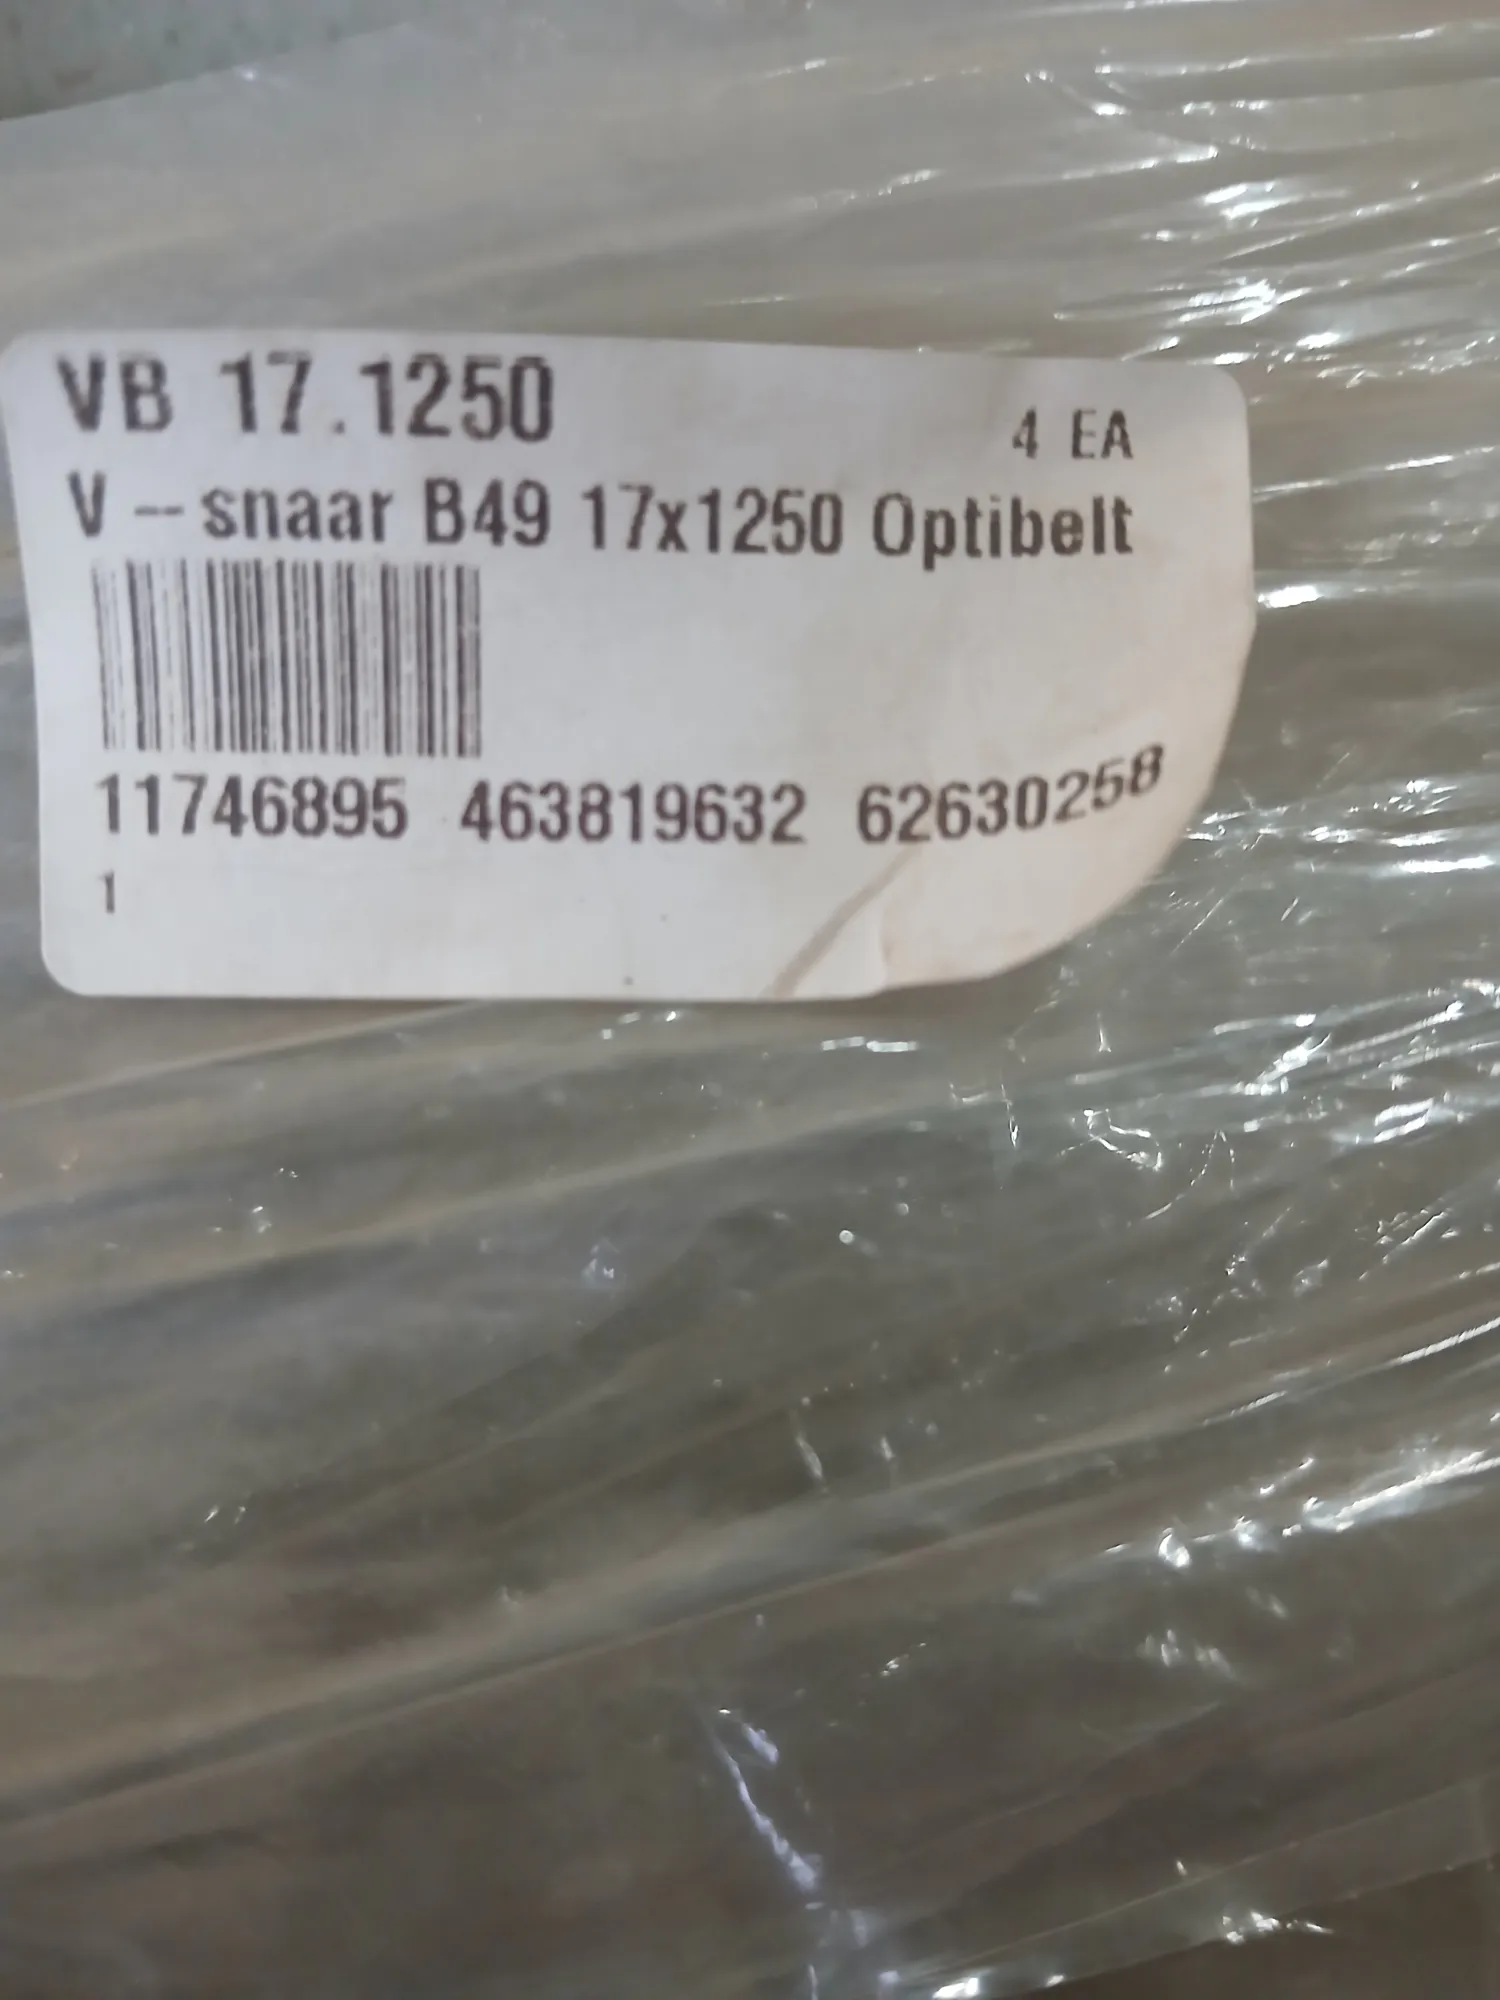 VB 17.1250
4 EA
V - snaar B49 17x1250 Optibelt
11746895 463819632 62630258
1